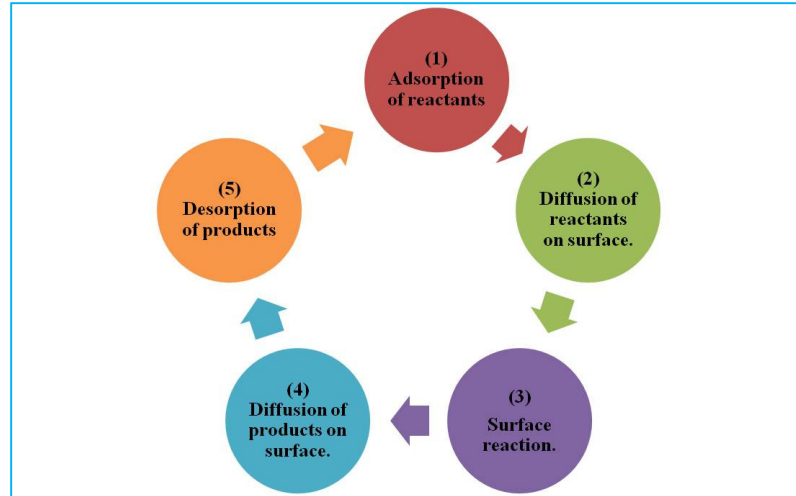 (1)
Adsorption
of reactants
(2)
Diffusion of
reactants
on surface.
(3)
Surface
reaction.
(4)
Diffusion of
products on
surface.
(5)
Desorption
of products